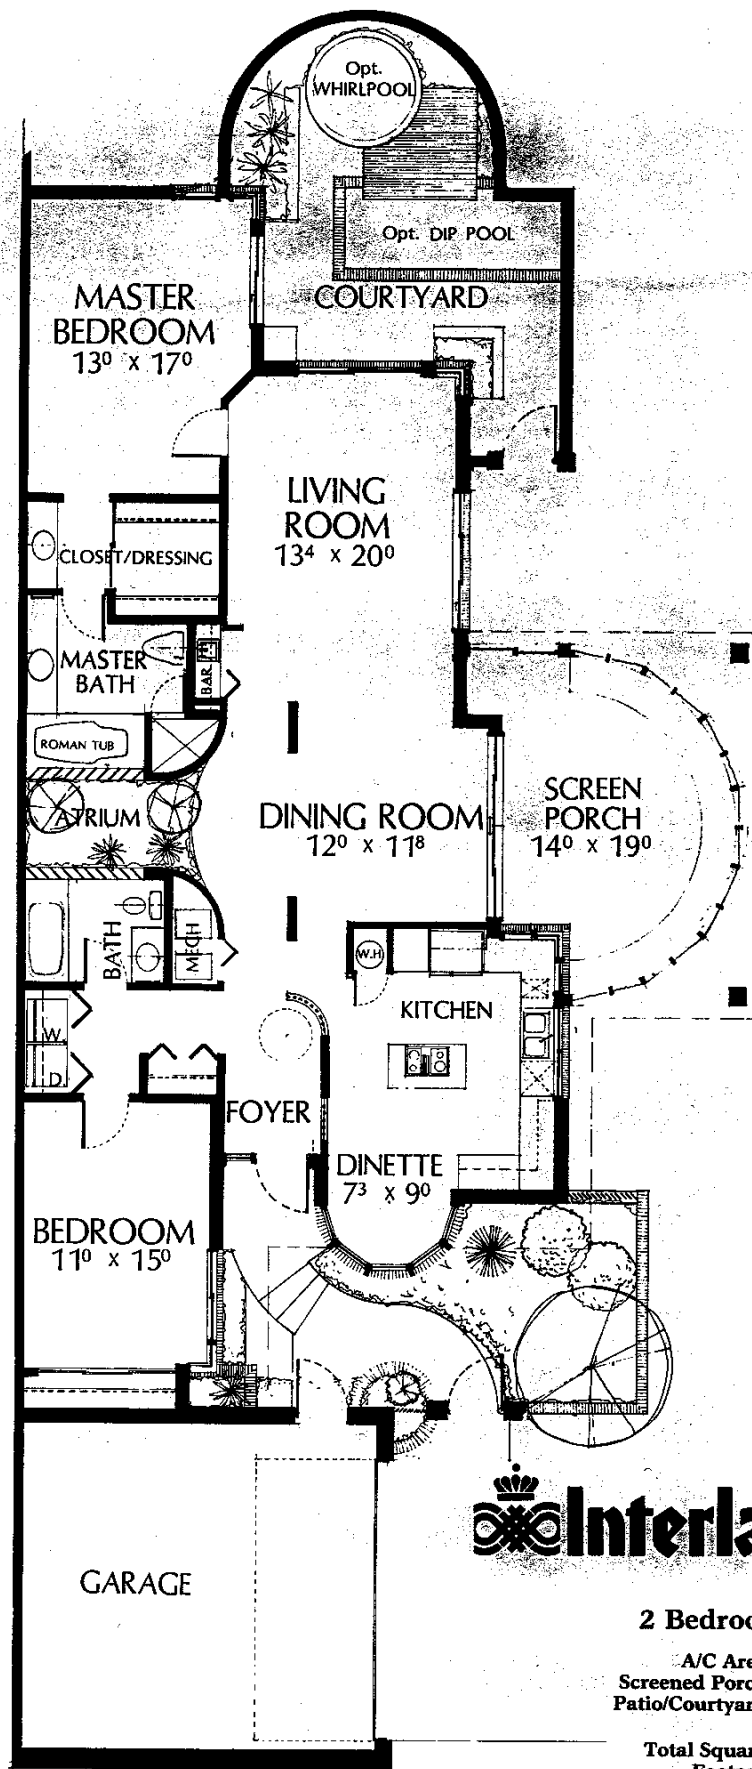 Opt.
WHIRLPOOL
Opt. DIP POOL
COURTYARD
MASTER
BEDROOM
13⁰ x 17⁰
LIVING
ROOM
13⁴ x 20⁰
CLOSET/DRESSING
MASTER
BATH
BAR
ROMAN TUB
ATRIUM
DINING ROOM
12⁰ x 11⁸
SCREEN
PORCH
14⁰ x 19⁰
BATH
MECH
W.H
KITCHEN
W.
D.
FOYER
DINETTE
7³ x 9⁰
BEDROOM
11⁰ x 15⁰
GARAGE
Interla
2 Bedroo
A/C Are
Screened Porc
Patio/Courtyar
Total Squar